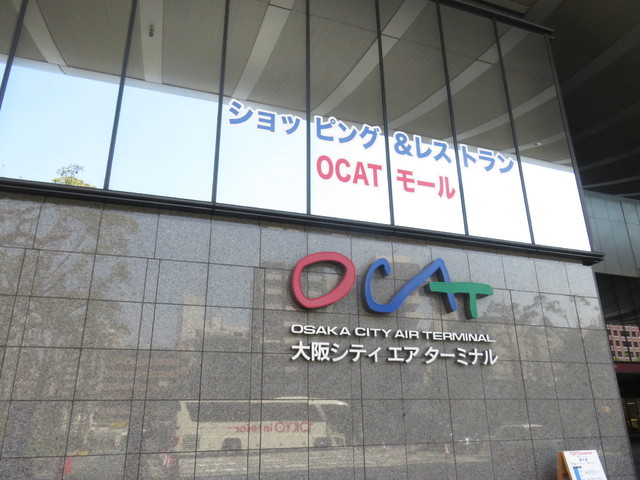 ショッピング &レストラン
OCAT モール
OCAT
OSAKA CITY AIR TERMINAL
大阪シティエアターミナル